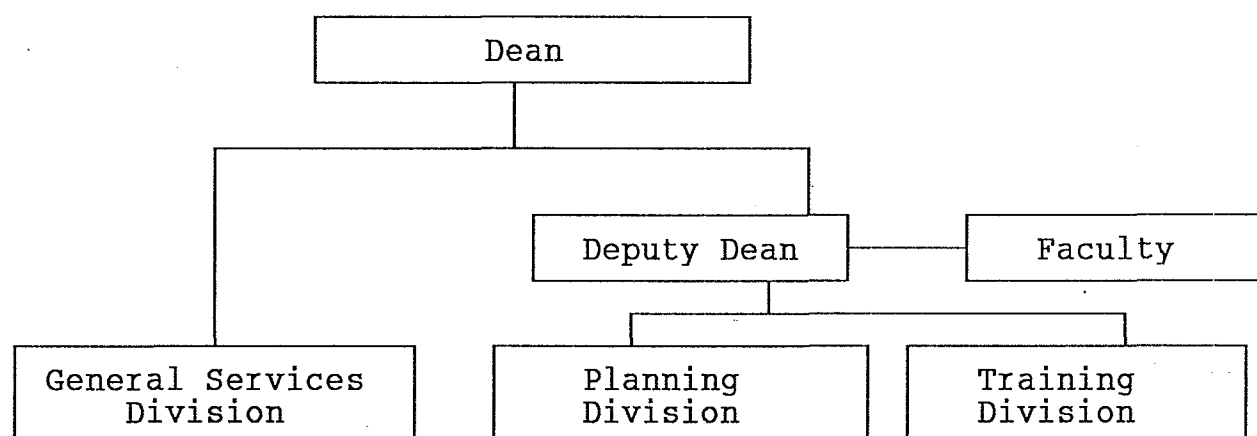 Dean
Deputy Dean
Faculty
General Services
Division
Planning
Division
Training
Division